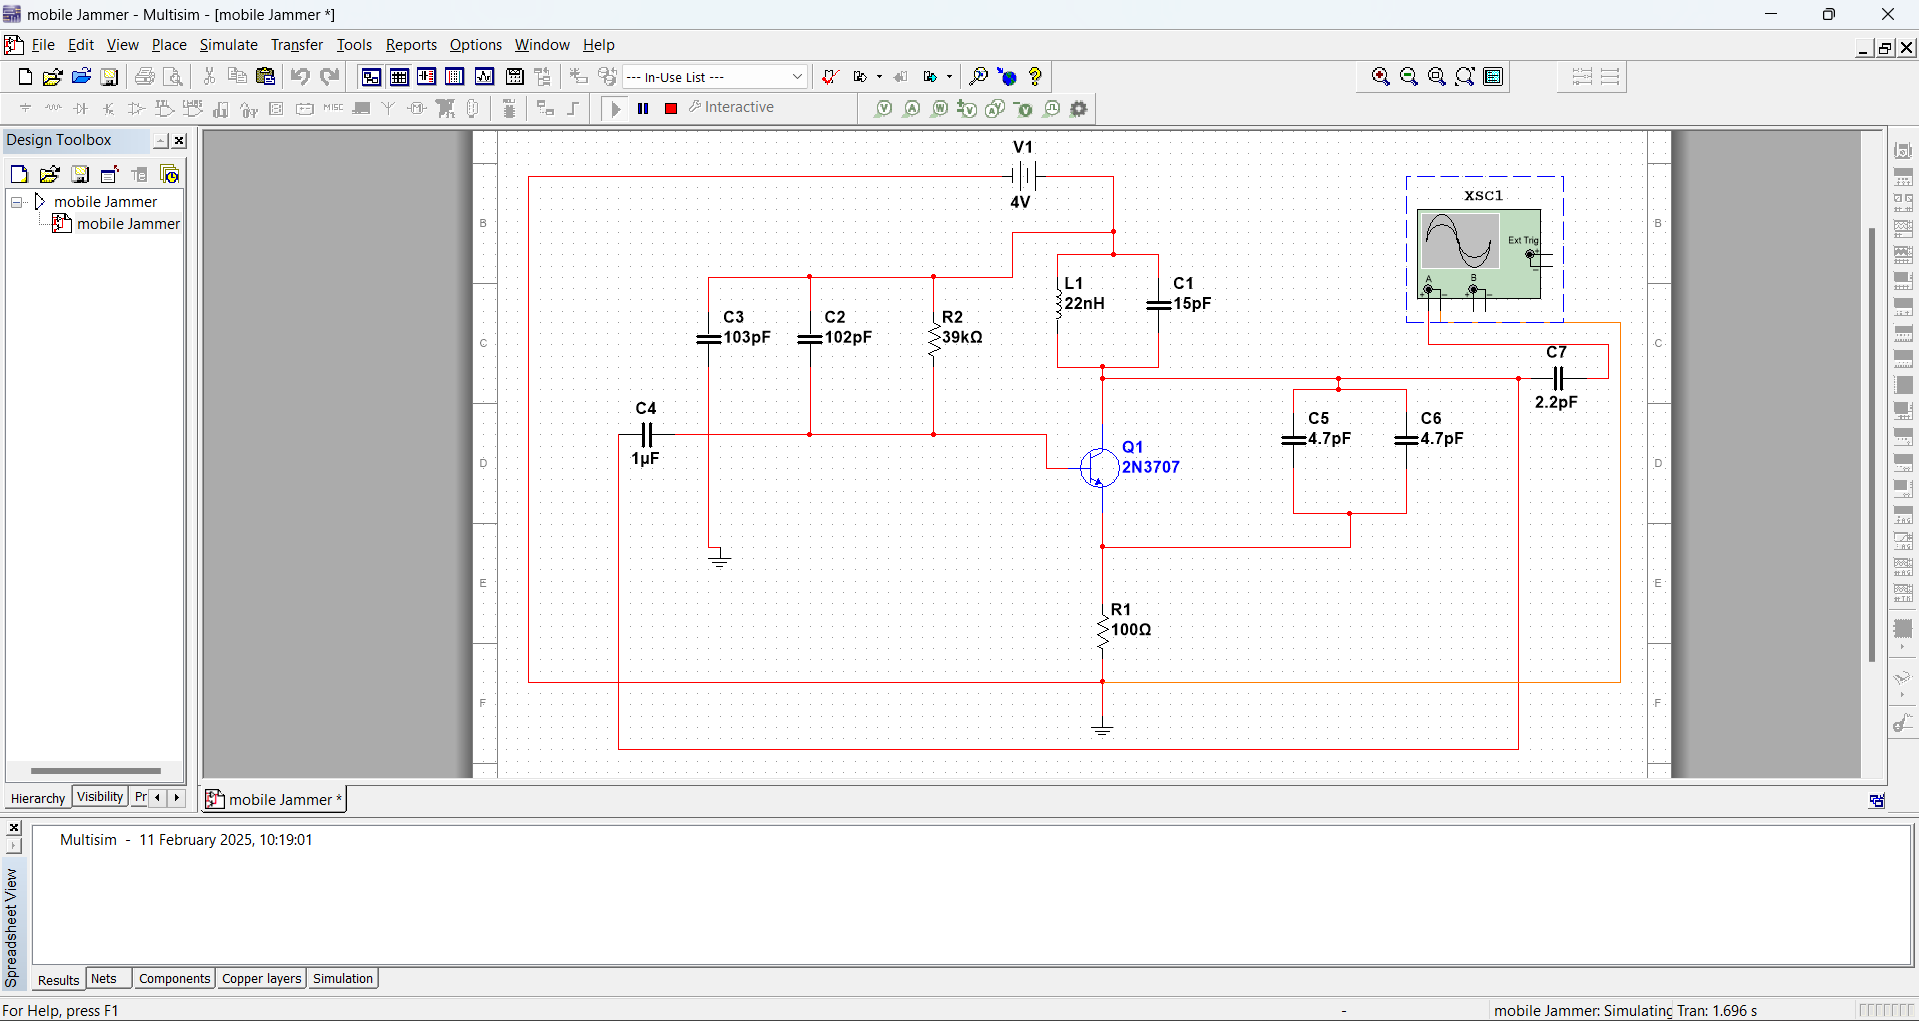 mobile Jammer - Multisim - [mobile Jammer *]
File Edit View Place Simulate Transfer Tools Reports Options Window Help
--- In-Use List ---
MISC Interactive
Design Toolbox
mobile Jammer
mobile Jammer
Hierarchy Visibility Pr
V1
4V
XSC1
Ext Trig
A B
B B
L1
22nH
C1
15pF
C3
103pF
C2
102pF
R2
39kΩ
C C
C7
2.2pF
C4
1µF
C5
4.7pF
C6
4.7pF
Q1
2N3707
D D
E E
R1
100Ω
F F
mobile Jammer *
Multisim - 11 February 2025, 10:19:01
Spreadsheet View
Results Nets Components Copper layers Simulation
For Help, press F1
-
mobile Jammer: Simulating Tran: 1.696 s